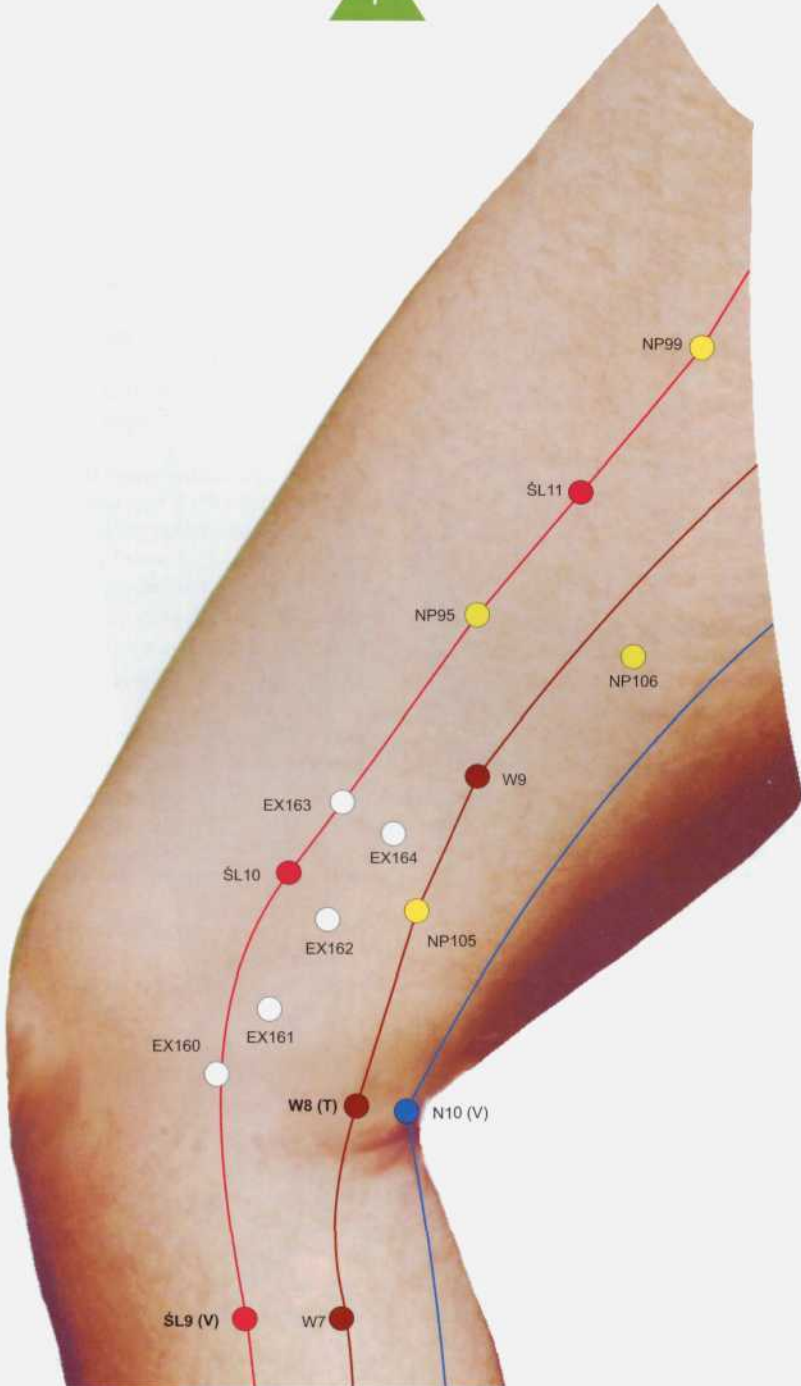 NP99
ŚL11
NP95
NP106
W9
EX163
EX164
ŚL10
EX162
NP105
EX161
EX160
W8 (T)
N10 (V)
ŚL9 (V)
W7